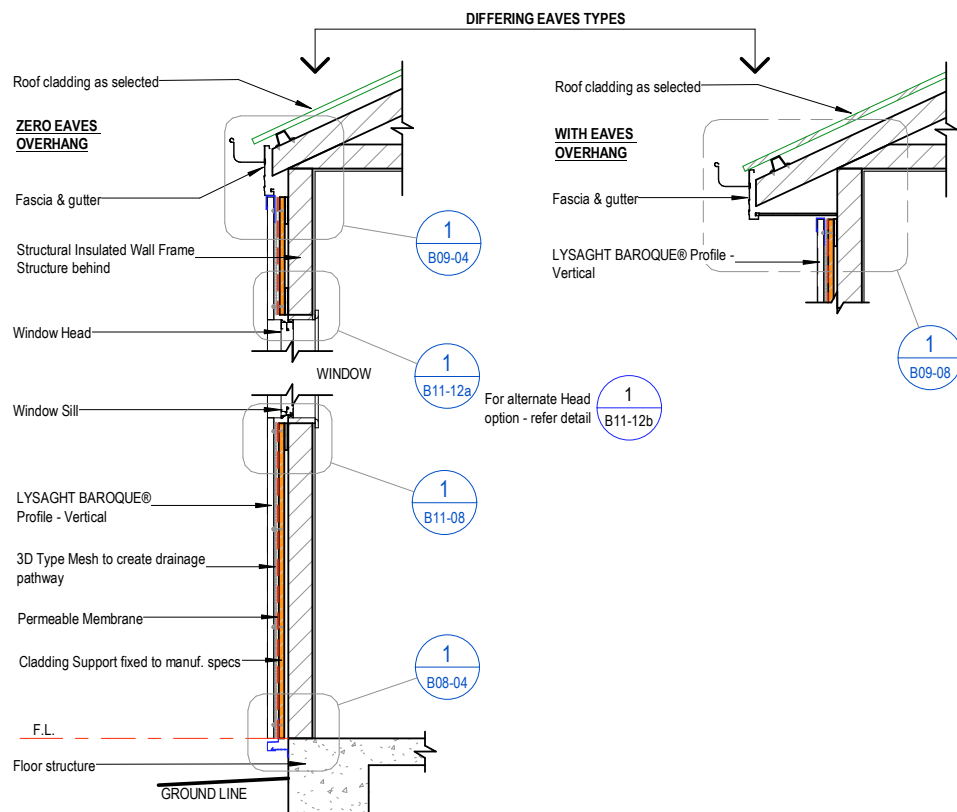 DIFFERING EAVES TYPES
Roof cladding as selected
ZERO EAVES
OVERHANG
Fascia & gutter
Structural Insulated Wall Frame
Structure behind
1
B09-04
Window Head
WINDOW
1
B11-12a
Window Sill
For alternate Head
option - refer detail
1
B11-12b
1
B11-08
LYSAGHT BAROQUE®
Profile - Vertical
3D Type Mesh to create drainage
pathway
Permeable Membrane
Cladding Support fixed to manuf. specs
1
B08-04
F.L.
Floor structure
GROUND LINE
Roof cladding as selected
WITH EAVES
OVERHANG
Fascia & gutter
LYSAGHT BAROQUE® Profile -
Vertical
1
B09-08